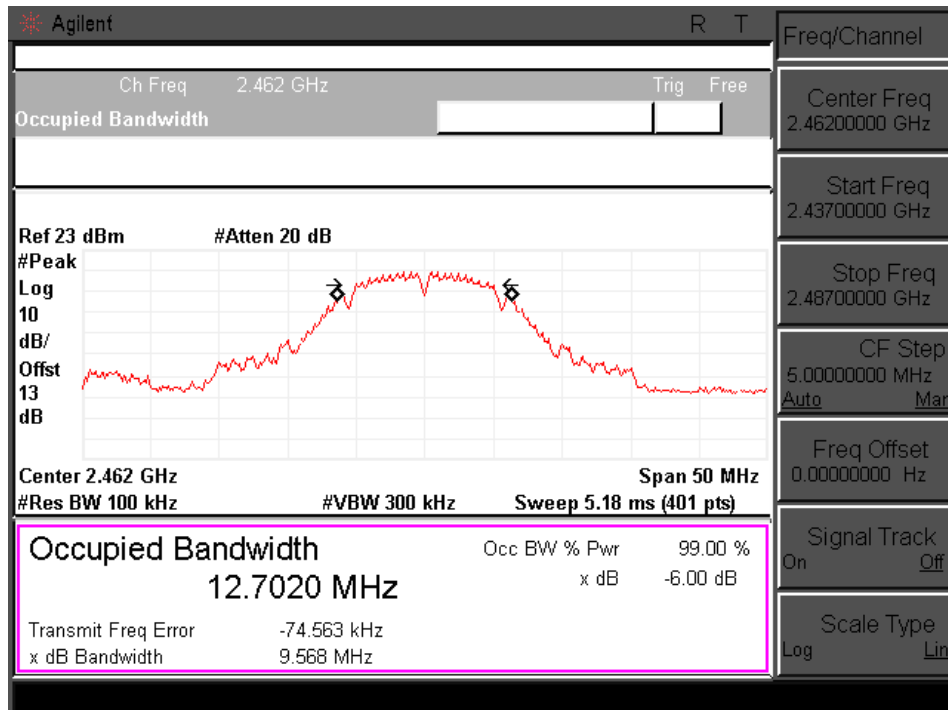 Agilent R T
Ch Freq 2.462 GHz Trig Free
Occupied Bandwidth
Ref 23 dBm #Atten 20 dB
#Peak
Log
10
dB/
Offst
13
dB
Center 2.462 GHz Span 50 MHz
#Res BW 100 kHz #VBW 300 kHz Sweep 5.18 ms (401 pts)
Occupied Bandwidth Occ BW % Pwr 99.00 %
12.7020 MHz x dB -6.00 dB
Transmit Freq Error -74.563 kHz
x dB Bandwidth 9.568 MHz
Freq/Channel
Center Freq
2.46200000 GHz
Start Freq
2.43700000 GHz
Stop Freq
2.48700000 GHz
CF Step
5.00000000 MHz
Auto Mar
Freq Offset
0.00000000 Hz
Signal Track
On Off
Scale Type
Log Lin